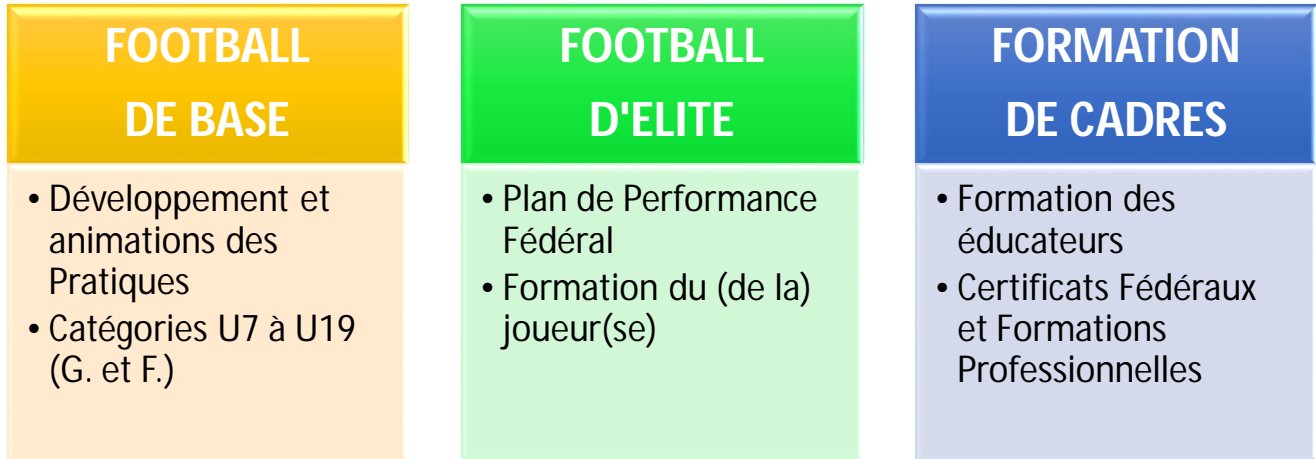 FOOTBALL
DE BASE
• Développement et
animations des
Pratiques
• Catégories U7 à U19
(G. et F.)
FOOTBALL
D'ELITE
• Plan de Performance
Fédéral
• Formation du (de la)
joueur(se)
FORMATION
DE CADRES
• Formation des
éducateurs
• Certificats Fédéraux
et Formations
Professionnelles